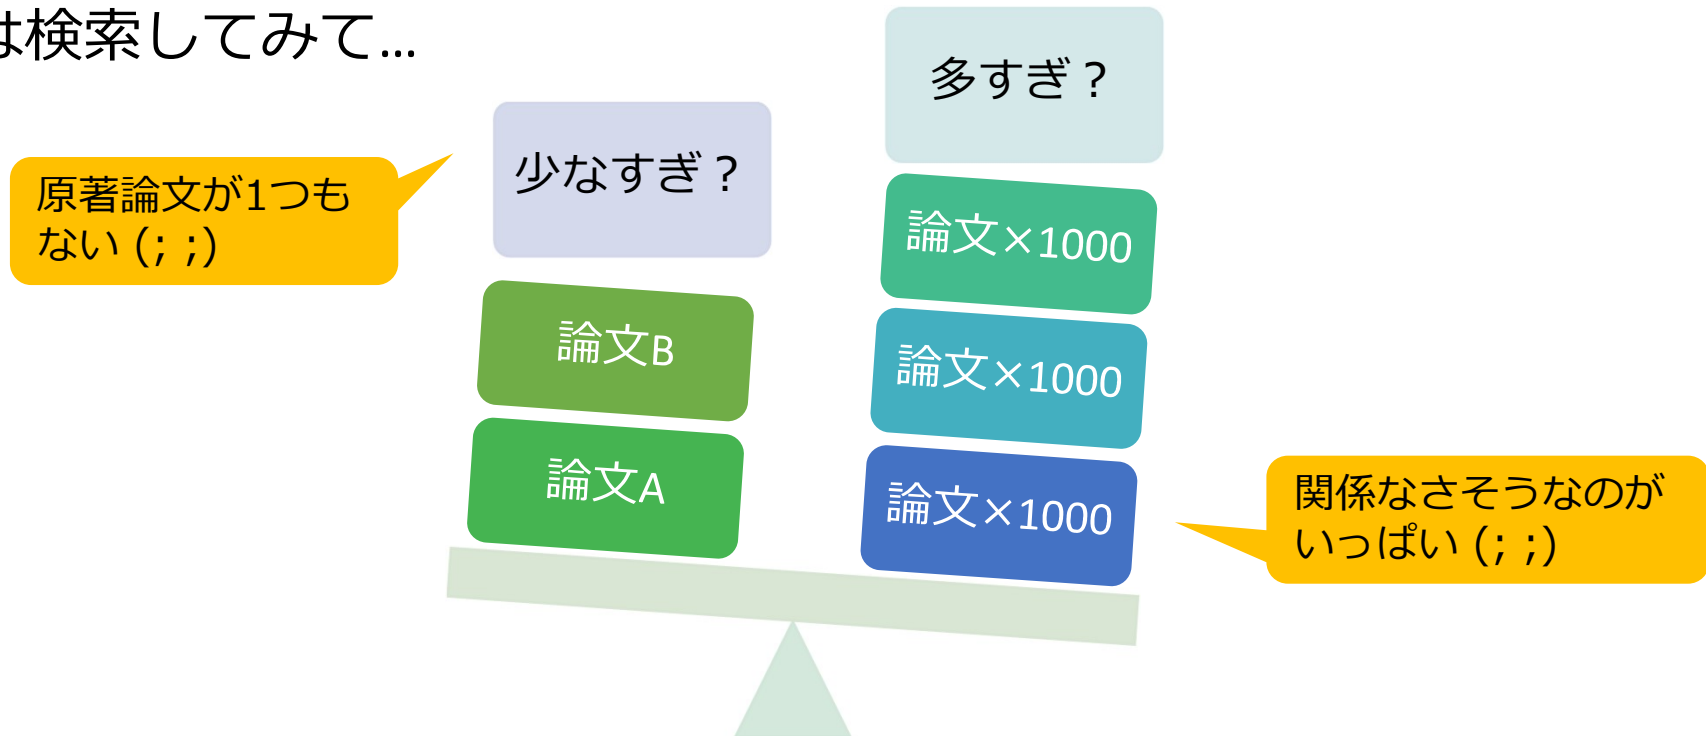 は検索してみて...
多すぎ？
少なすぎ？
原著論文が1つも
ない (; ;)
論文×1000
論文B
論文×1000
論文A
論文×1000
関係なさそうなのが
いっぱい (; ;)